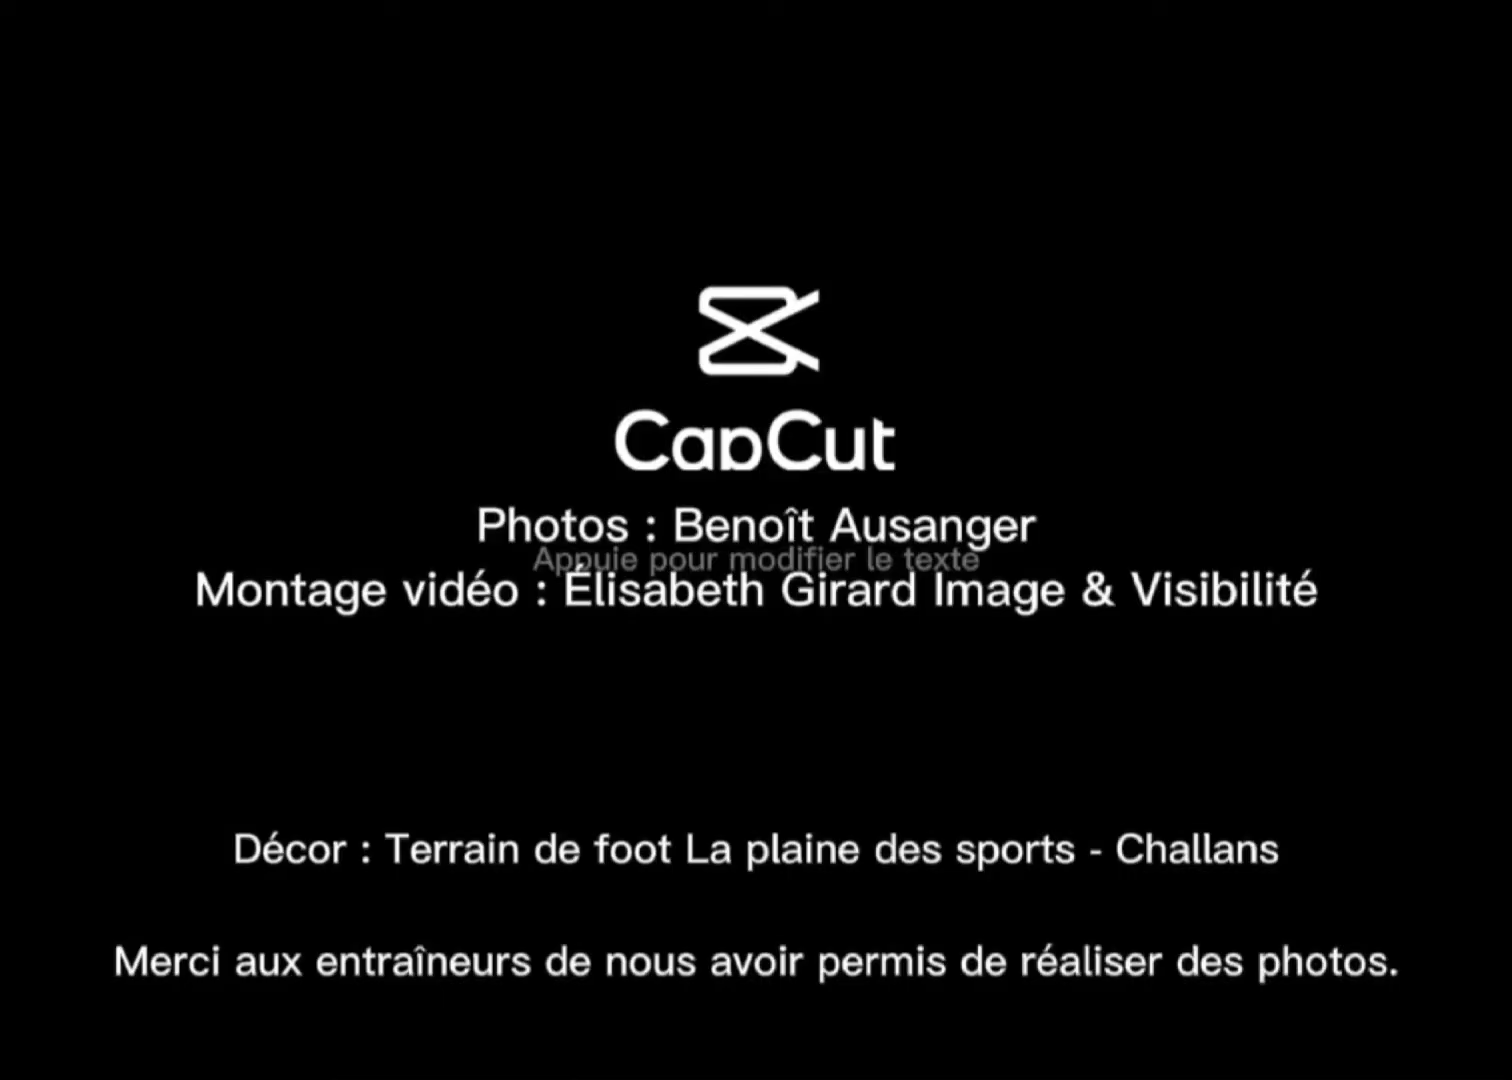 CapCut
Photos : Benoît Ausanger
Appuie pour modifier le texte
Montage vidéo : Élisabeth Girard Image & Visibilité
Décor : Terrain de foot La plaine des sports - Challans
Merci aux entraîneurs de nous avoir permis de réaliser des photos.